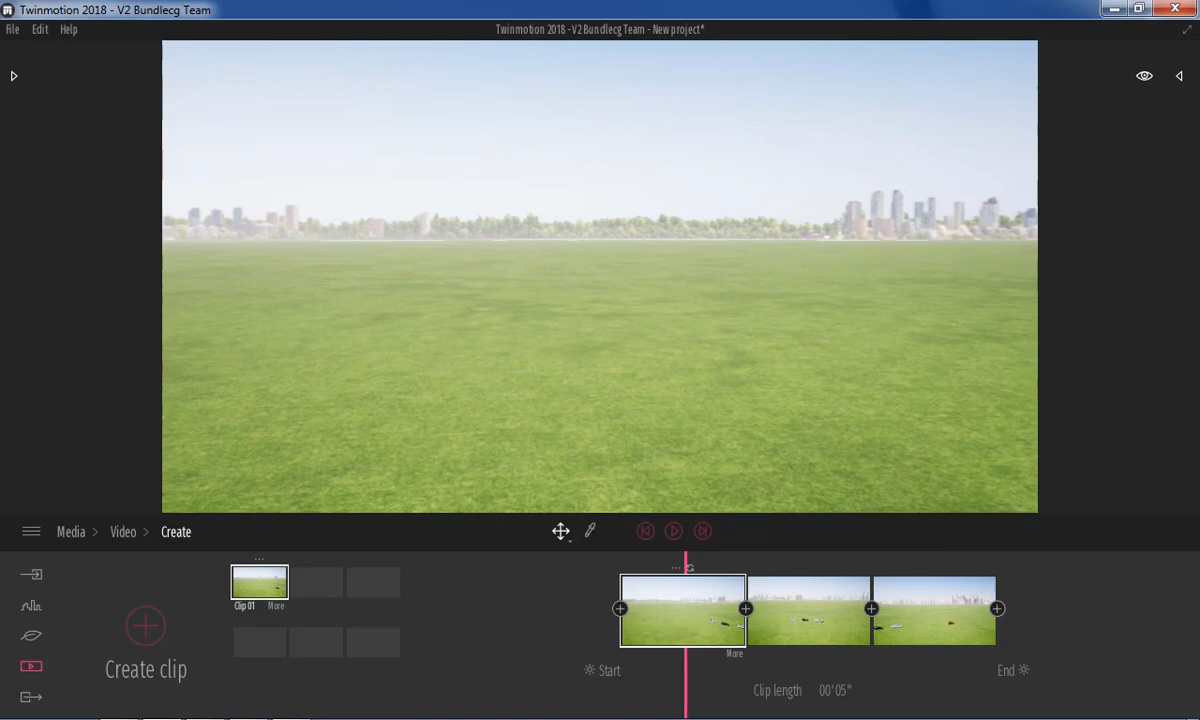 Twinmotion 2018 - V2 Bundlecg Team
File Edit Help
Twinmotion 2018 - V2 Bundlecg Team - New project*
Media > Video > Create
Clip 01 More
More
Create clip
Start
End
Clip length 00'05"